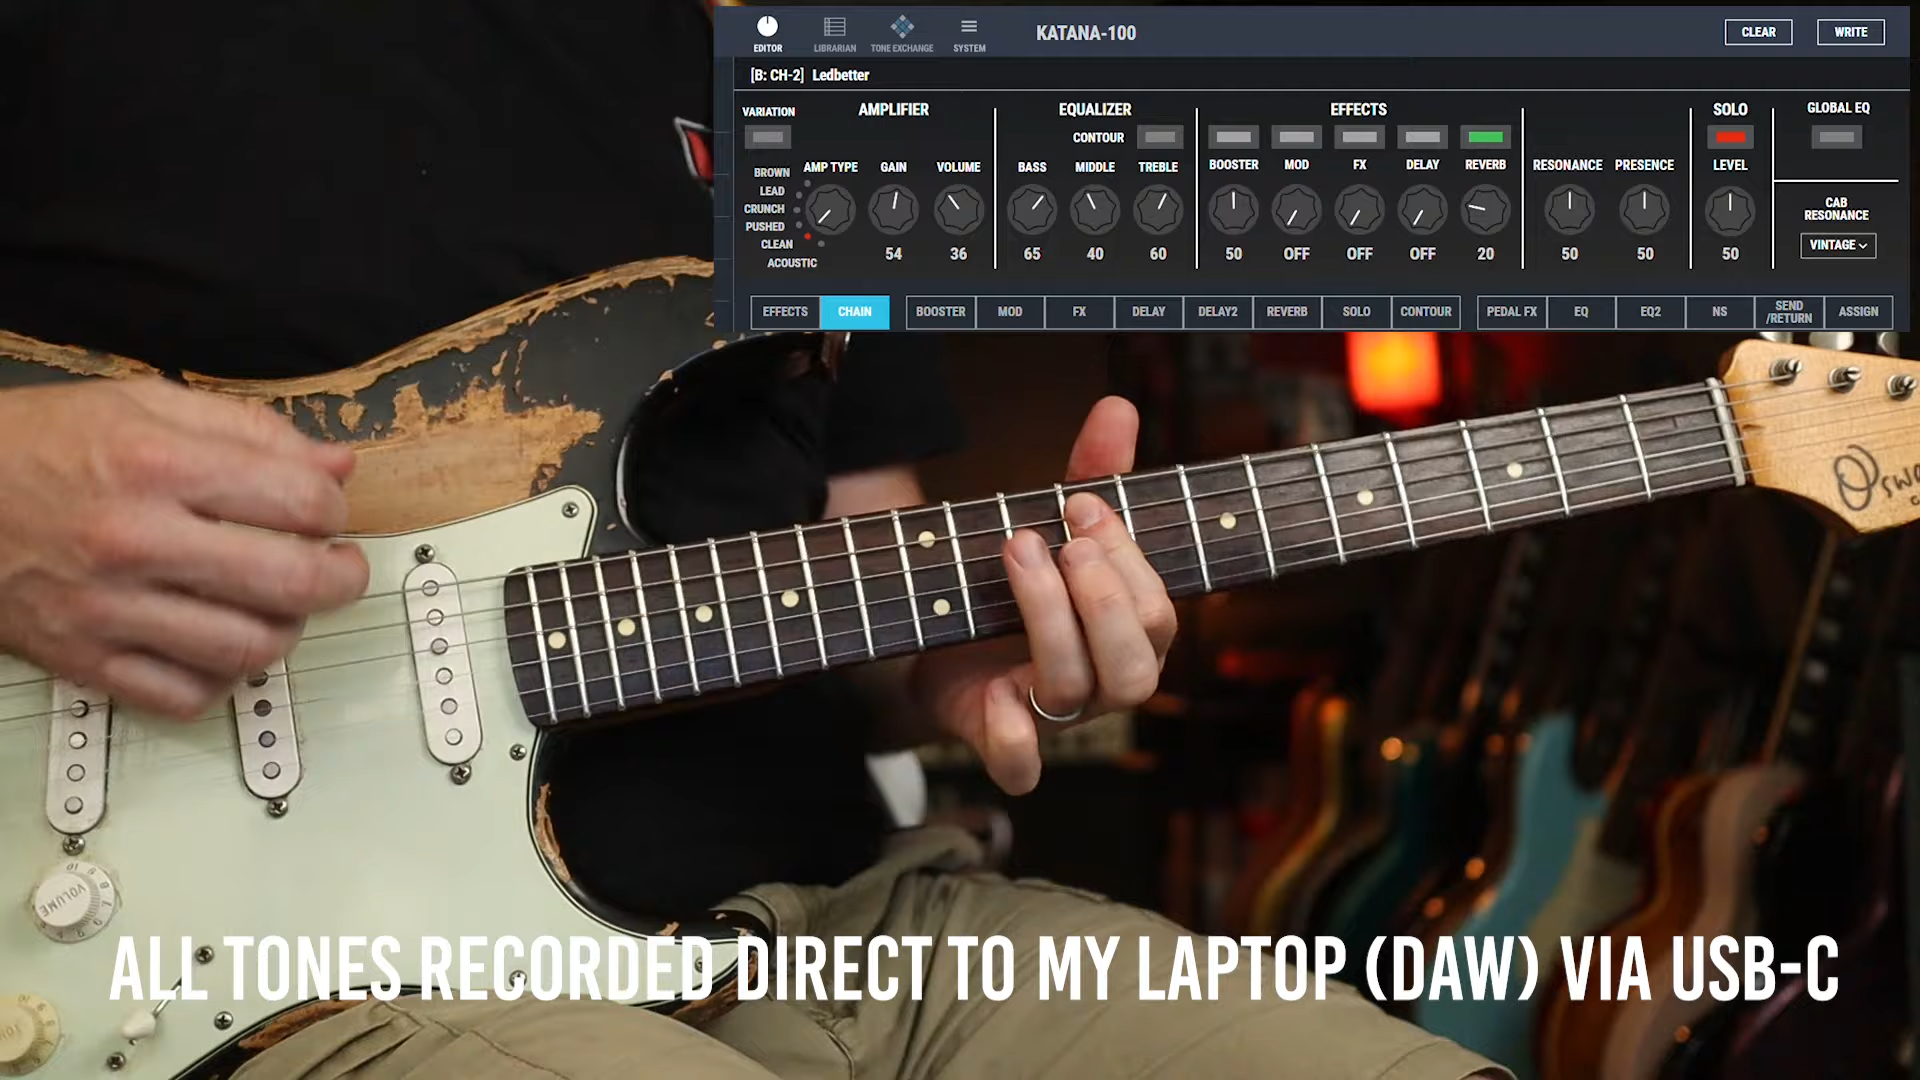 EDITOR LIBRARIAN TONE EXCHANGE SYSTEM KATANA-100 CLEAR WRITE
[B: CH-2] Ledbetter
VARIATION AMPLIFIER EQUALIZER EFFECTS SOLO GLOBAL EQ
CONTOUR
AMP TYPE GAIN VOLUME BASS MIDDLE TREBLE BOOSTER MOD FX DELAY REVERB RESONANCE PRESENCE LEVEL
BROWN
LEAD
CRUNCH
PUSHED
CLEAN
ACOUSTIC
CAB
RESONANCE
VINTAGE
54 36 65 40 60 50 OFF OFF OFF 20 50 50 50
EFFECTS CHAIN BOOSTER MOD FX DELAY DELAY2 REVERB SOLO CONTOUR PEDAL FX EQ EQ2 NS SEND
/RETURN ASSIGN
VOLUME
ALL TONES RECORDED DIRECT TO MY LAPTOP (DAW) VIA USB-C